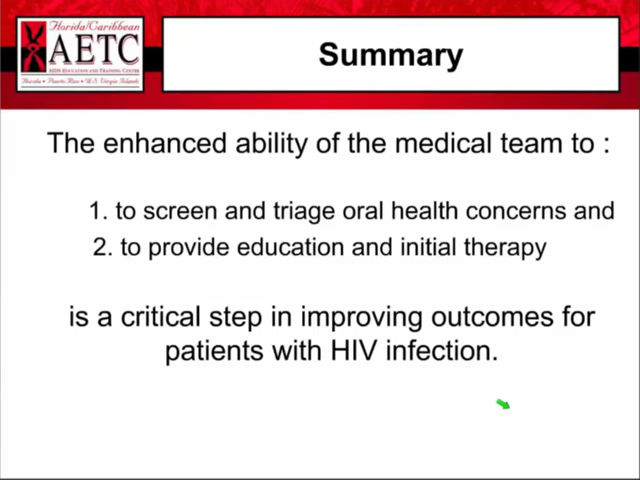 Florida/Caribbean
AETC
AIDS EDUCATION AND TRAINING CENTER
Florida • Puerto Rico • U.S. Virgin Islands
Summary
The enhanced ability of the medical team to :
1. to screen and triage oral health concerns and
2. to provide education and initial therapy
is a critical step in improving outcomes for
patients with HIV infection.